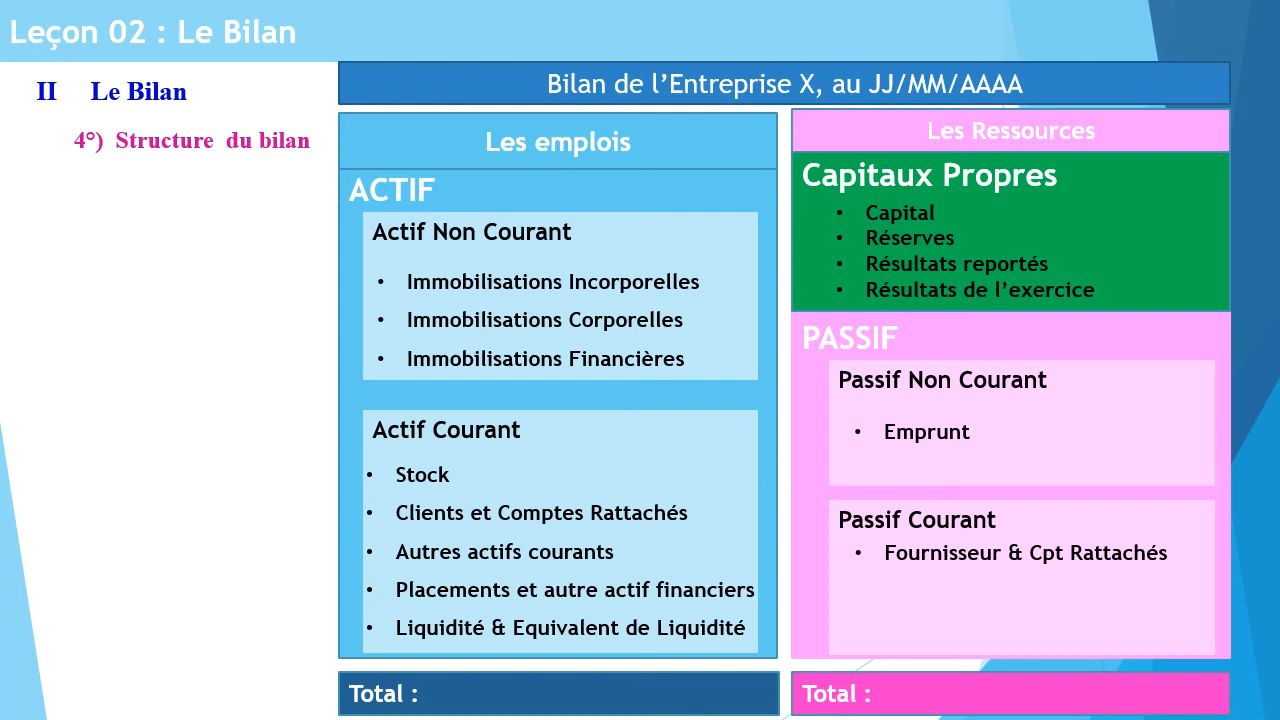 Leçon 02 : Le Bilan
II Le Bilan
4°) Structure du bilan
Bilan de l’Entreprise X, au JJ/MM/AAAA
Les emplois
ACTIF
Actif Non Courant
• Immobilisations Incorporelles
• Immobilisations Corporelles
• Immobilisations Financières
Actif Courant
• Stock
• Clients et Comptes Rattachés
• Autres actifs courants
• Placements et autre actif financiers
• Liquidité & Equivalent de Liquidité
Total :
Les Ressources
Capitaux Propres
• Capital
• Réserves
• Résultats reportés
• Résultats de l’exercice
PASSIF
Passif Non Courant
• Emprunt
Passif Courant
• Fournisseur & Cpt Rattachés
Total :